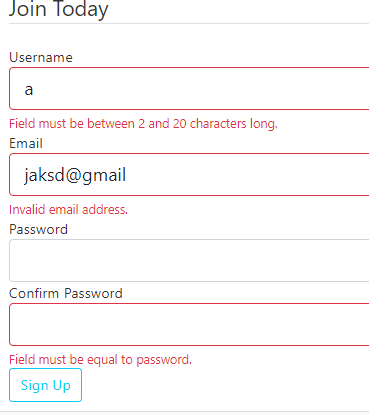 Join Today
Username
a
Field must be between 2 and 20 characters long.
Email
jaksd@gmail
Invalid email address.
Password
Confirm Password
Field must be equal to password.
Sign Up